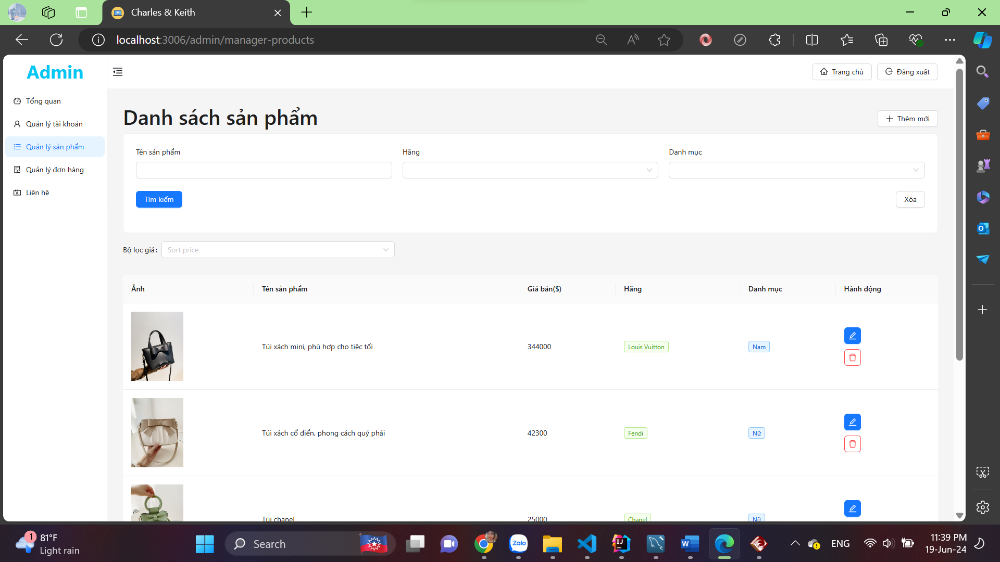 Charles & Keith
localhost:3006/admin/manager-products
Admin
Trang chủ
Đăng xuất
Tổng quan
Quản lý tài khoản
Quản lý sản phẩm
Quản lý đơn hàng
Liên hệ
Danh sách sản phẩm
Thêm mới
Tên sản phẩm
Hãng
Danh mục
Tìm kiếm
Xóa
Bộ lọc giá:
Sort price
Ảnh
Tên sản phẩm
Giá bán($)
Hãng
Danh mục
Hành động
Túi xách mini, phù hợp cho tiệc tối
344000
Louis Vuitton
Nam
Túi xách cổ điển, phong cách quý phái
42300
Fendi
Nữ
Túi chanel
25000
Chanel
Nữ
1
81°F
Light rain
Search
Zalo
ENG
11:39 PM
19-Jun-24